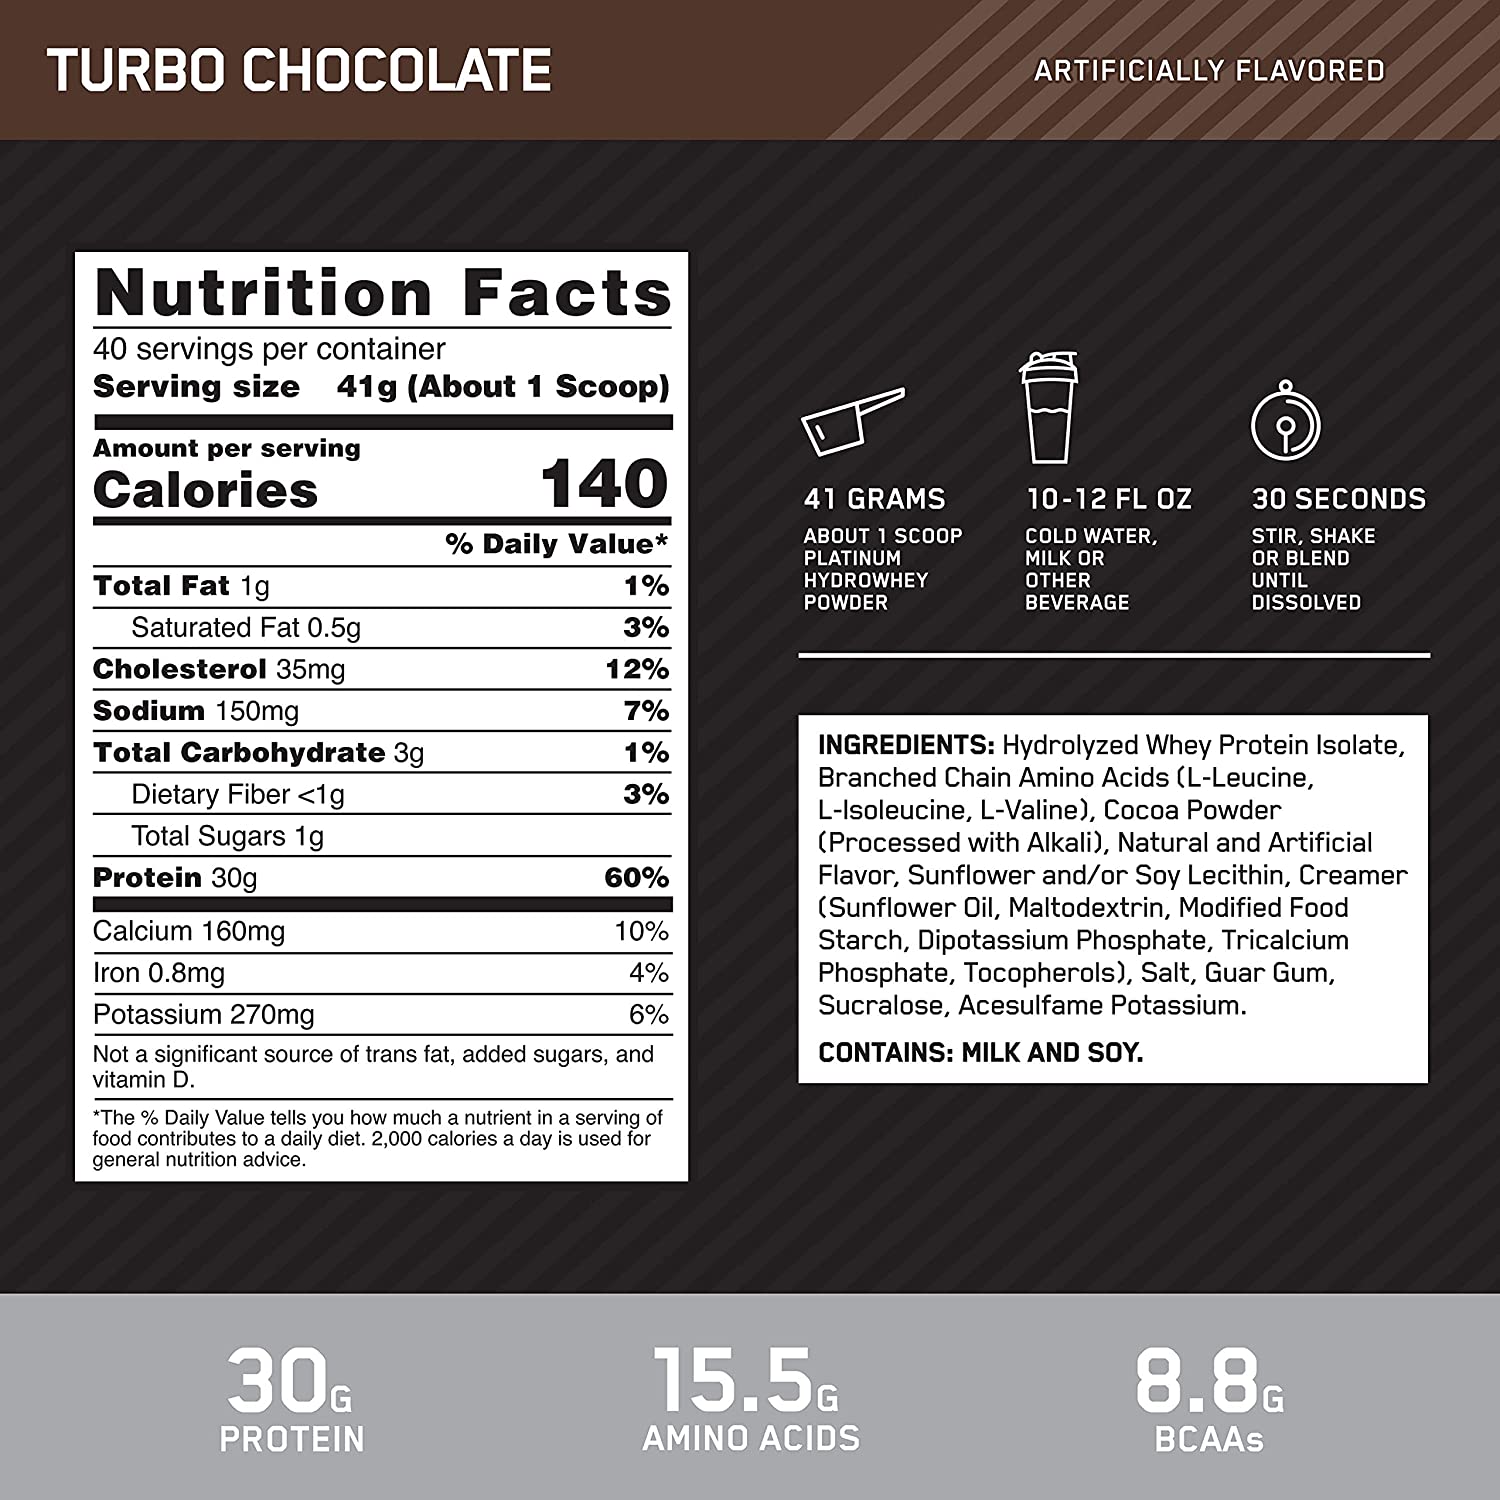 TURBO CHOCOLATE
ARTIFICIALLY FLAVORED
Nutrition Facts
40 servings per container
Serving size 41g (About 1 Scoop)
Amount per serving
Calories 140
% Daily Value*
Total Fat 1g 1%
Saturated Fat 0.5g 3%
Cholesterol 35mg 12%
Sodium 150mg 7%
Total Carbohydrate 3g 1%
Dietary Fiber <1g 3%
Total Sugars 1g
Protein 30g 60%
Calcium 160mg 10%
Iron 0.8mg 4%
Potassium 270mg 6%
Not a significant source of trans fat, added sugars, and
vitamin D.
*The % Daily Value tells you how much a nutrient in a serving of
food contributes to a daily diet. 2,000 calories a day is used for
general nutrition advice.
41 GRAMS
ABOUT 1 SCOOP
PLATINUM
HYDROWHEY
POWDER
10-12 FL OZ
COLD WATER,
MILK OR
OTHER
BEVERAGE
30 SECONDS
STIR, SHAKE
OR BLEND
UNTIL
DISSOLVED
INGREDIENTS: Hydrolyzed Whey Protein Isolate,
Branched Chain Amino Acids (L-Leucine,
L-Isoleucine, L-Valine), Cocoa Powder
(Processed with Alkali), Natural and Artificial
Flavor, Sunflower and/or Soy Lecithin, Creamer
(Sunflower Oil, Maltodextrin, Modified Food
Starch, Dipotassium Phosphate, Tricalcium
Phosphate, Tocopherols), Salt, Guar Gum,
Sucralose, Acesulfame Potassium.
CONTAINS: MILK AND SOY.
30G
PROTEIN
15.5G
AMINO ACIDS
8.8G
BCAAs